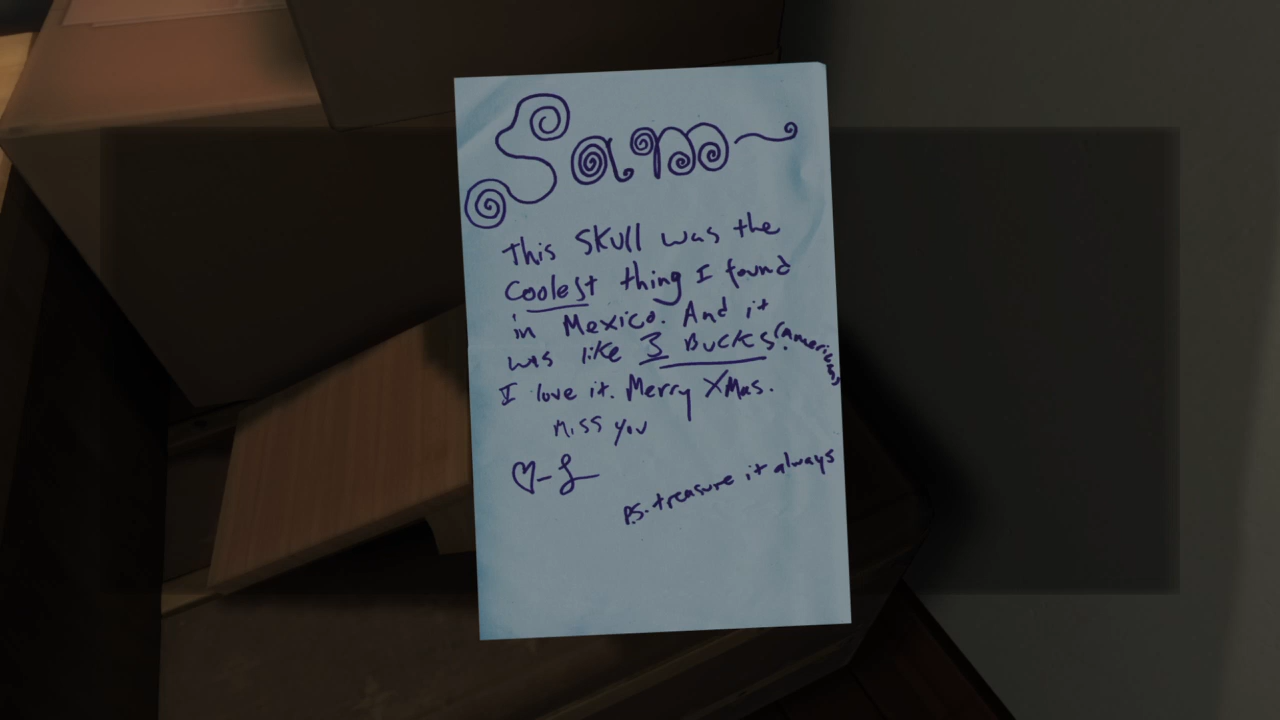 Sam~
This Skull was the
Coolest thing I found
in Mexico. And it
was like 3 Bucks. (american)
I love it. Merry XMas.
Miss you
♡-L
P.S. treasure it always